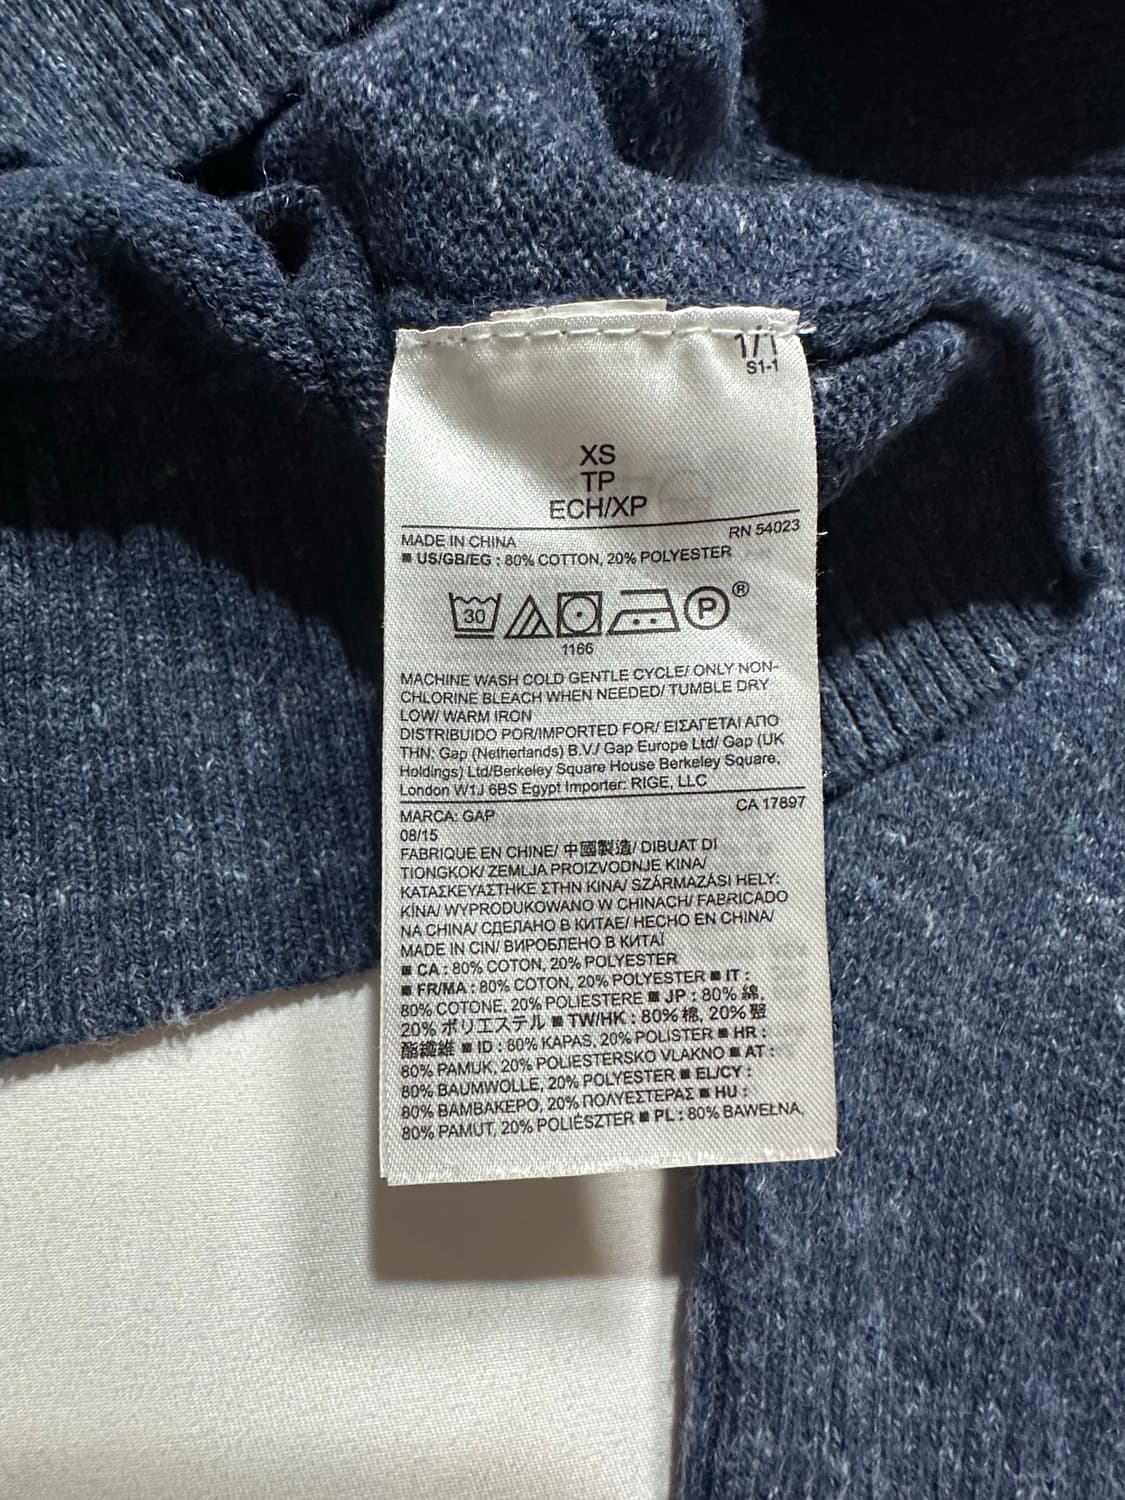 1/1
S1-1
XS
TP
ECH/XP
RN 54023
MADE IN CHINA
■ US/GB/EG : 80% COTTON, 20% POLYESTER
30 P®
1166
MACHINE WASH COLD GENTLE CYCLE/ ONLY NON-
CHLORINE BLEACH WHEN NEEDED/ TUMBLE DRY
LOW/ WARM IRON
DISTRIBUIDO POR/IMPORTED FOR/ ΕΙΣΑΓΕΤΑΙ ΑΠΟ
THN: Gap (Netherlands) B.V./ Gap Europe Ltd/ Gap (UK
Holdings) Ltd/Berkeley Square House Berkeley Square,
London W1J 6BS Egypt Importer: RIGE, LLC
CA 17897
MARCA: GAP
08/15
FABRIQUE EN CHINE/ 中國製造/ DIBUAT DI
TIONGKOK/ ZEMLJA PROIZVODNJE KINA/
ΚΑΤΑΣΚΕΥΑΣΤΗΚΕ ΣΤΗΝ ΚΙΝΑ/ SZÁRMAZÁSI HELY:
KÍNA/ WYPRODUKOWANO W CHINACH/ FABRICADO
NA CHINA/ СДЕЛАНО В КИТАЕ/ HECHO EN CHINA/
MADE IN CIN/ ВИРОБЛЕНО В КИТАЇ
■ CA : 80% COTON, 20% POLYESTER
■ FR/MA : 80% COTON, 20% POLYESTER ■ IT :
80% COTONE, 20% POLIESTERE ■ JP : 80% 綿,
20% ポリエステル ■ TW/HK : 80% 棉, 20% 聚
酯纖維 ■ ID : 80% KAPAS, 20% POLISTER ■ HR :
80% PAMUK, 20% POLIESTERSKO VLAKNO ■ AT :
80% BAUMWOLLE, 20% POLYESTER ■ EL/CY :
80% ΒΑΜΒΑΚΕΡΟ, 20% ΠΟΛΥΕΣΤΕΡΑΣ ■ HU :
80% PAMUT, 20% POLIÉSZTER ■ PL : 80% BAWEŁNA,